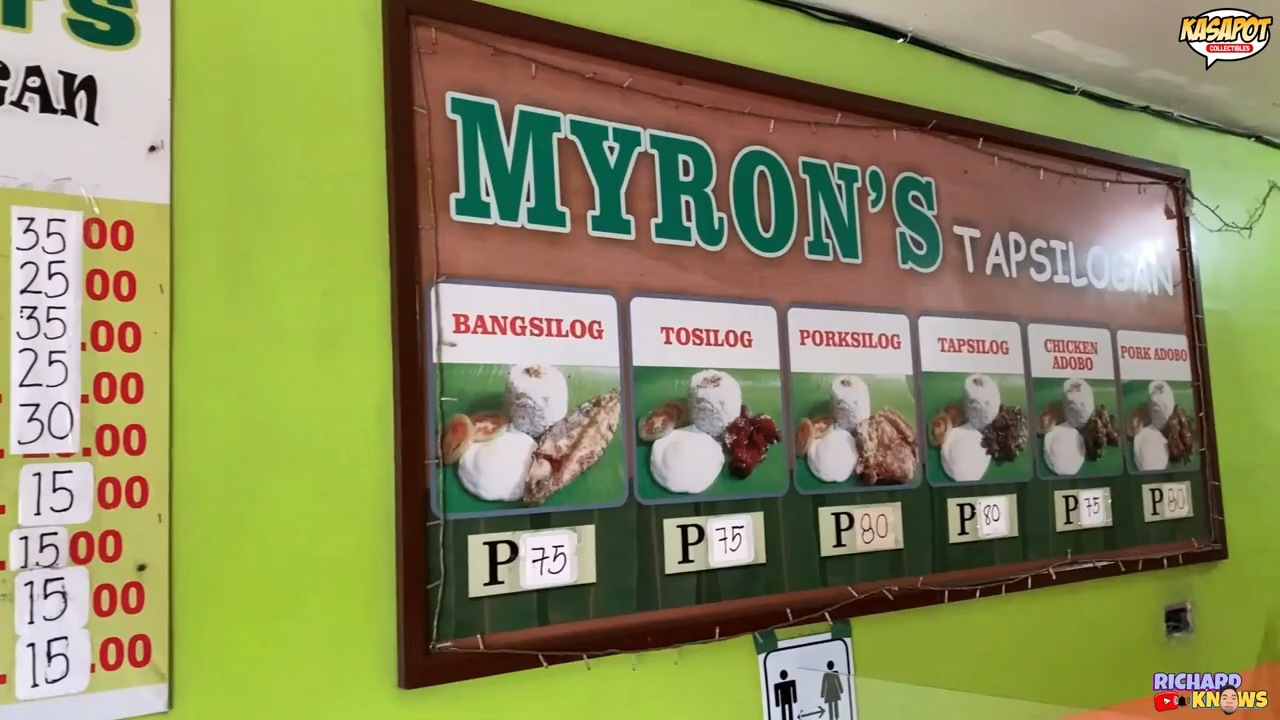 35 00
25 00
35 .00
25 .00
30 .00
15 00
15 00
15 00
15 .00
MYRON'S
TAPSILOGAN
BANGSILOG
TOSILOG
PORKSILOG
TAPSILOG
CHICKEN
ADOBO
PORK ADOBO
P 75
P 75
P 80
P 80
P 75
P 80
KASAPOT
COLLECTIBLES
RICHARD
KNOWS